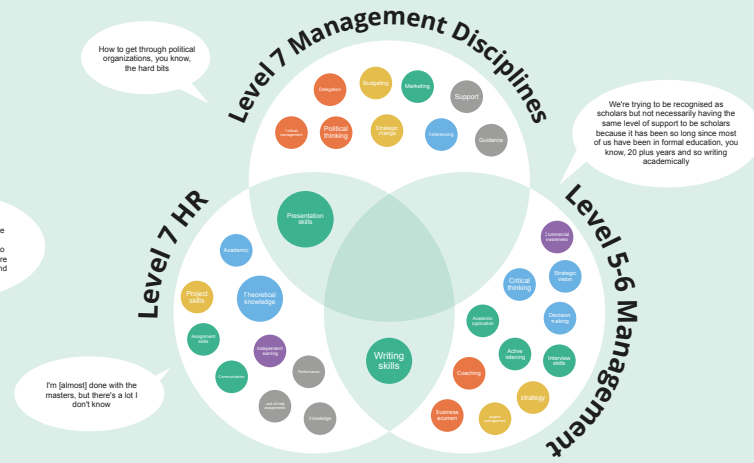 Level 7 Management Disciplines
How to get through political
organizations, you know,
the hard bits
Delegation
Budgeting
Marketing
Support
Political
thinking
Strategic
change
Referencing
Guidance
management
We're trying to be recognised as
scholars but not necessarily having the
same level of support to be scholars
because it has been so long since most
of us have been in formal education, you
know, 20 plus years and so writing
academically
Level 7 HR
Presentation
skills
Academic
Project
skills
Theoretical
knowledge
Assignment
skills
Independent
learning
Communication
Performance
assignments
Knowledge
I'm [almost] done with the
masters, but there's a lot I
don't know
Writing
skills
Level 5-6 Management
Commercial
awareness
Critical
thinking
Strategic
vision
Academic
application
Decision
making
Active
listening
Interview
skills
Coaching
strategy
Business
acumen
management